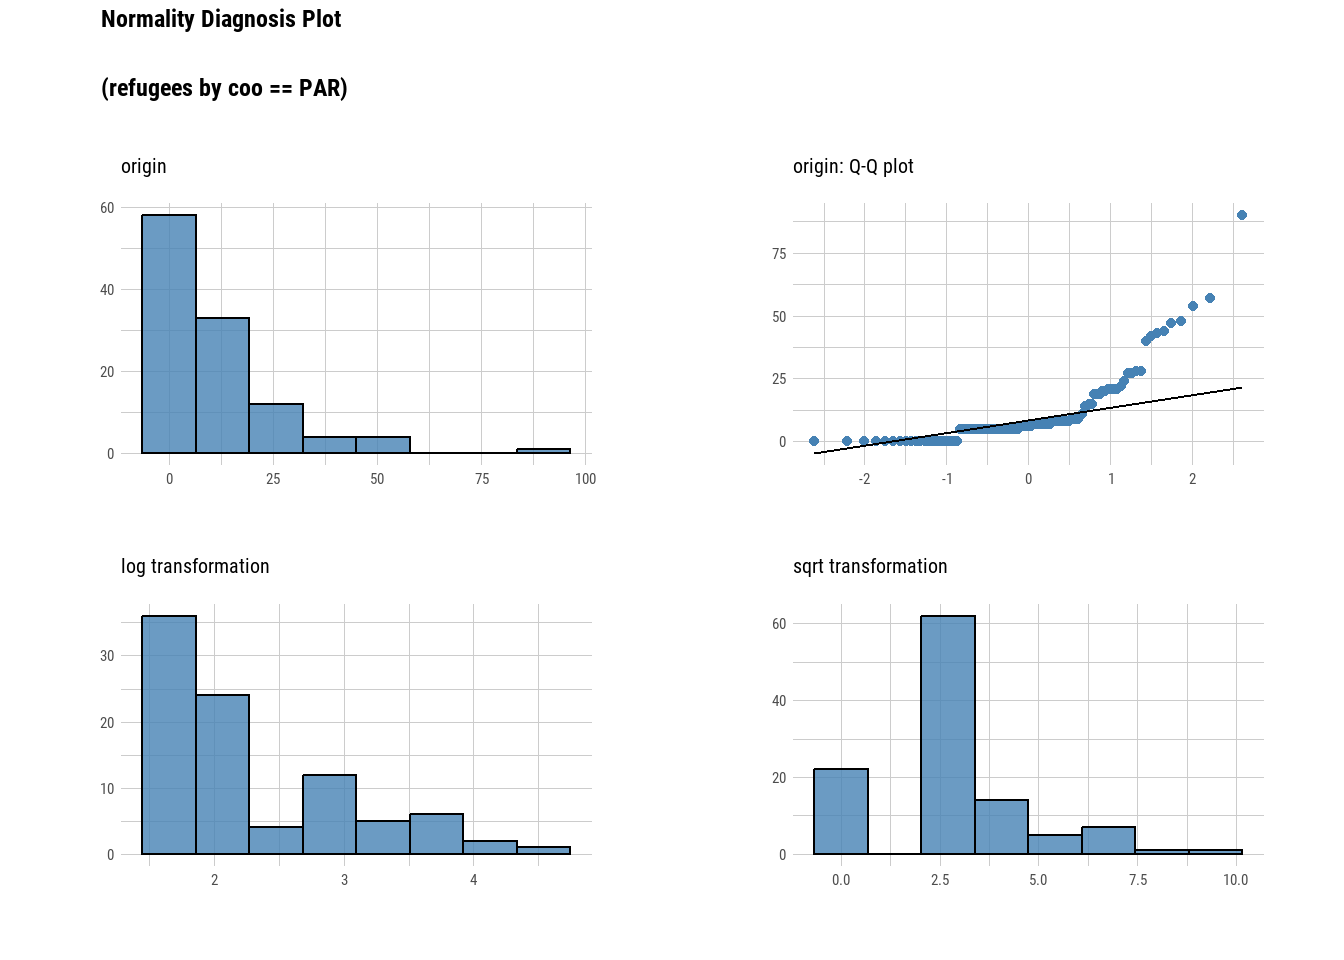 Normality Diagnosis Plot
(refugees by coo == PAR)
origin
60
40
20
0
0 25 50 75 100
origin: Q-Q plot
75
50
25
0
-2 -1 0 1 2
log transformation
30
20
10
0
2 3 4
sqrt transformation
60
40
20
0
0.0 2.5 5.0 7.5 10.0